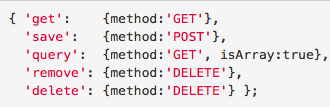 { 'get':    {method:'GET'},
  'save':   {method:'POST'},
  'query':  {method:'GET', isArray:true},
  'remove': {method:'DELETE'},
  'delete': {method:'DELETE'} };